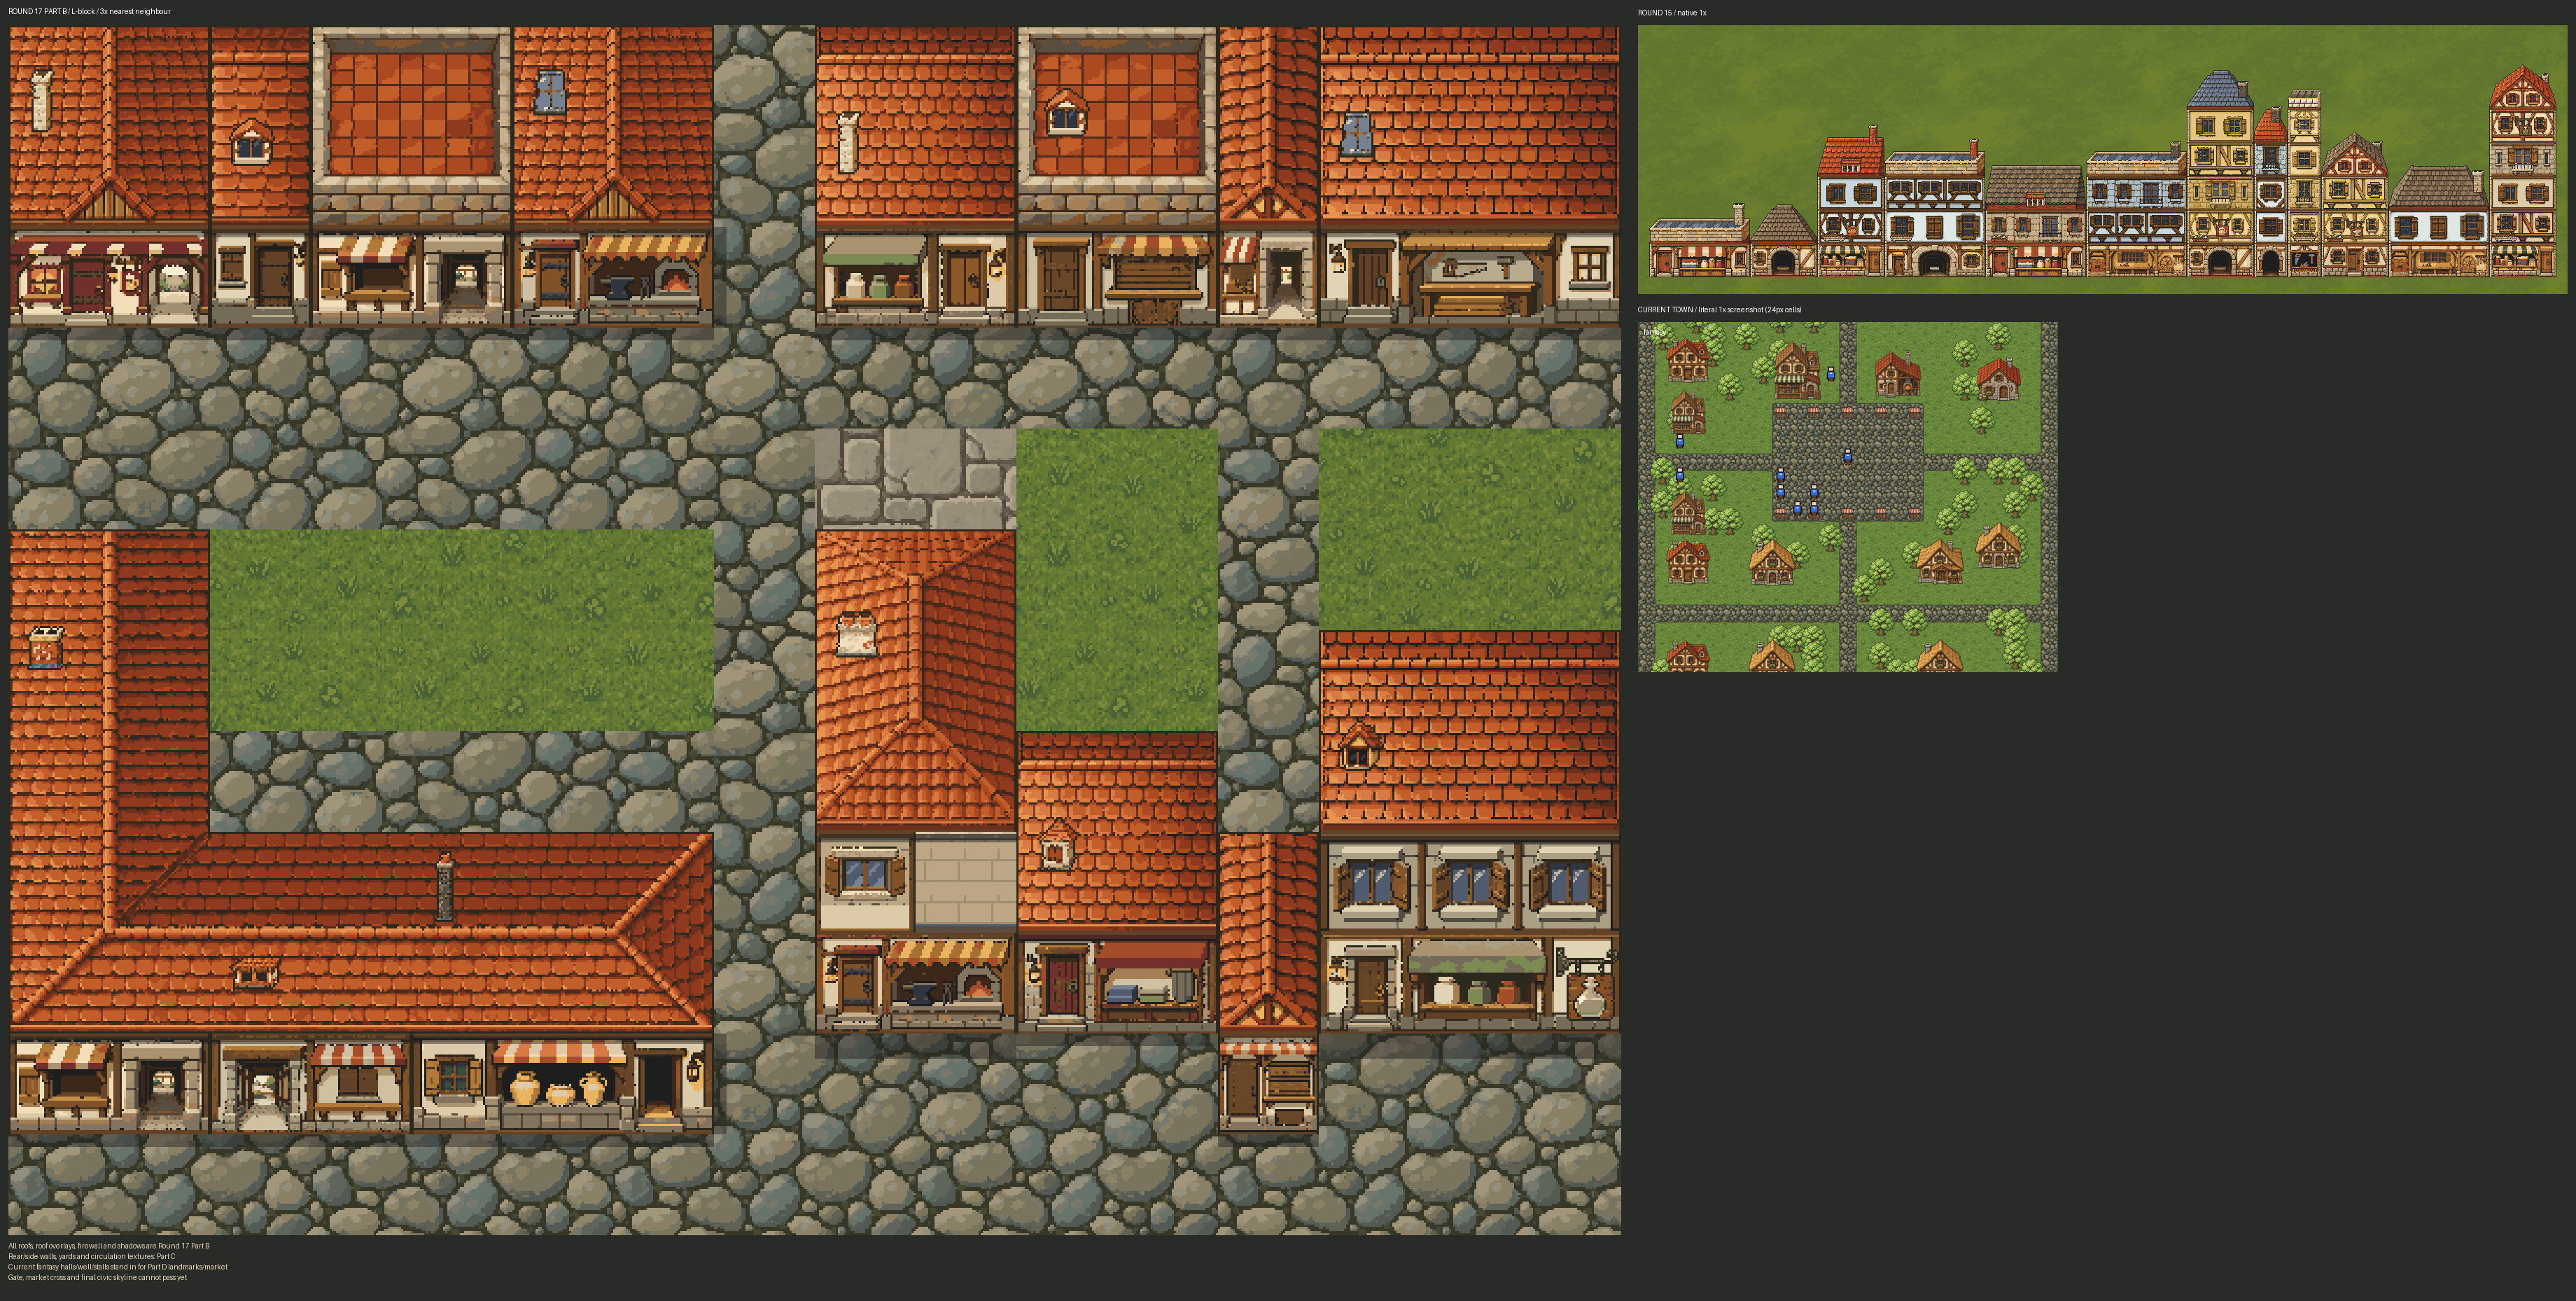 ROUND 17 PART B / L-block / 3x nearest neighbour
ROUND 15 / native 1x
CURRENT TOWN / literal 1x screenshot (24px cells)
fantasy
All roofs, roof overlays, firewall and shadows are Round 17 Part B
Rear/side walls, yards and circulation textures: Part C
Current fantasy halls/well/stalls stand in for Part D landmarks/market
Gate, market cross and final civic skyline cannot pass yet